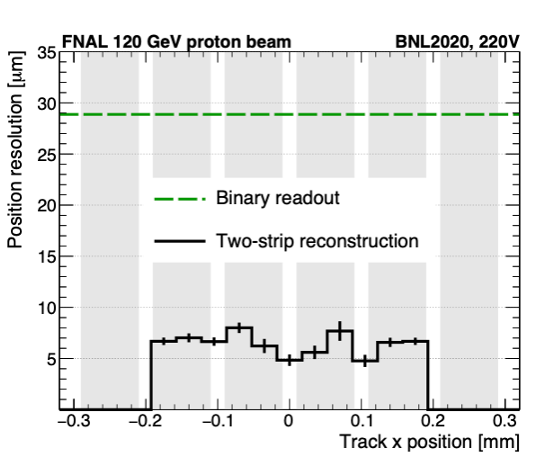 FNAL 120 GeV proton beam
BNL2020, 220V
Position resolution [μm]
35
30
25
20
15
10
5
Binary readout
Two-strip reconstruction
−0.3
−0.2
−0.1
0
0.1
0.2
0.3
Track x position [mm]